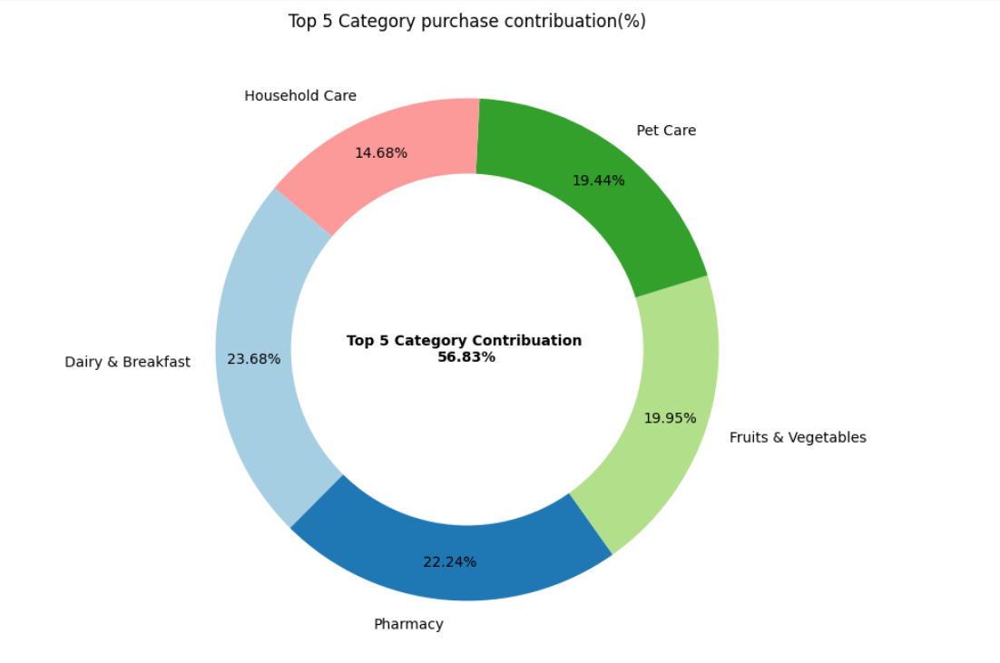 Top 5 Category purchase contribuation(%)
Household Care
Pet Care
14.68%
19.44%
Top 5 Category Contribuation
56.83%
Dairy & Breakfast
23.68%
19.95%
Fruits & Vegetables
22.24%
Pharmacy